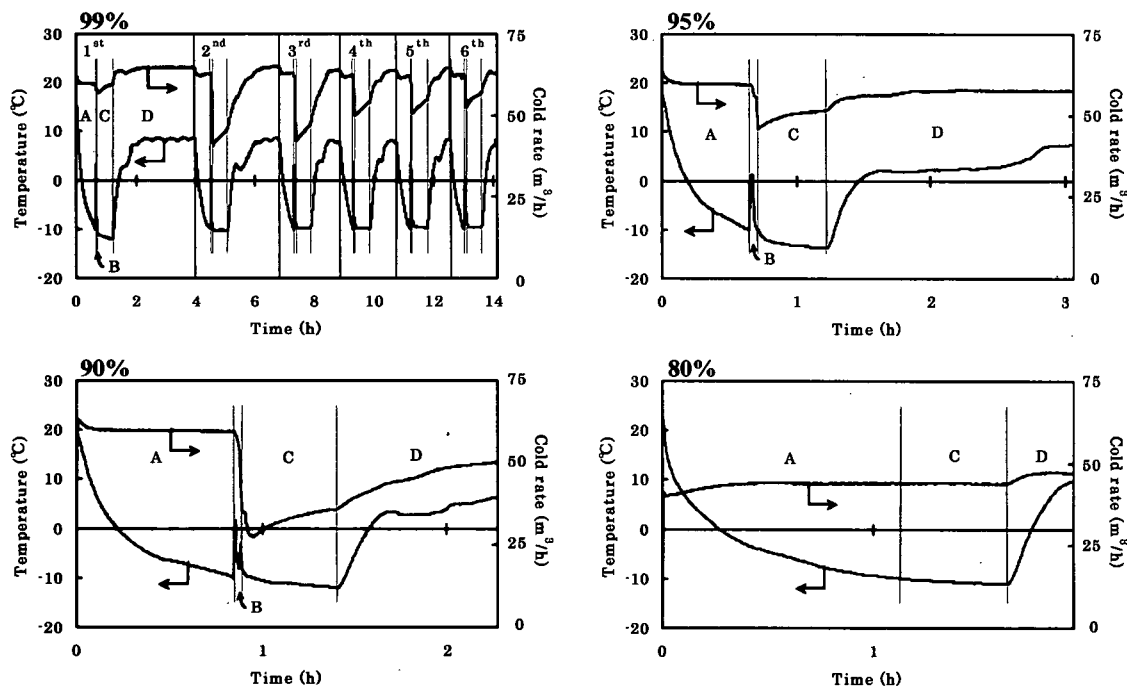 99%
30
20
10
0
-10
-20
Temperature (℃)
1st
2nd
3rd
4th
5th
6th
A
C
D
B
75
50
25
0
Cold rate (m³/h)
0
2
4
6
8
10
12
14
Time (h)
95%
30
20
10
0
-10
-20
Temperature (℃)
A
B
C
D
75
50
25
0
Cold rate (m³/h)
0
1
2
3
Time (h)
90%
30
20
10
0
-10
-20
Temperature (℃)
A
B
C
D
75
50
25
0
Cold rate (m³/h)
0
1
2
Time (h)
80%
30
20
10
0
-10
-20
Temperature (℃)
A
C
D
75
60
45
30
15
0
Cold rate (m³/h)
0
1
Time (h)